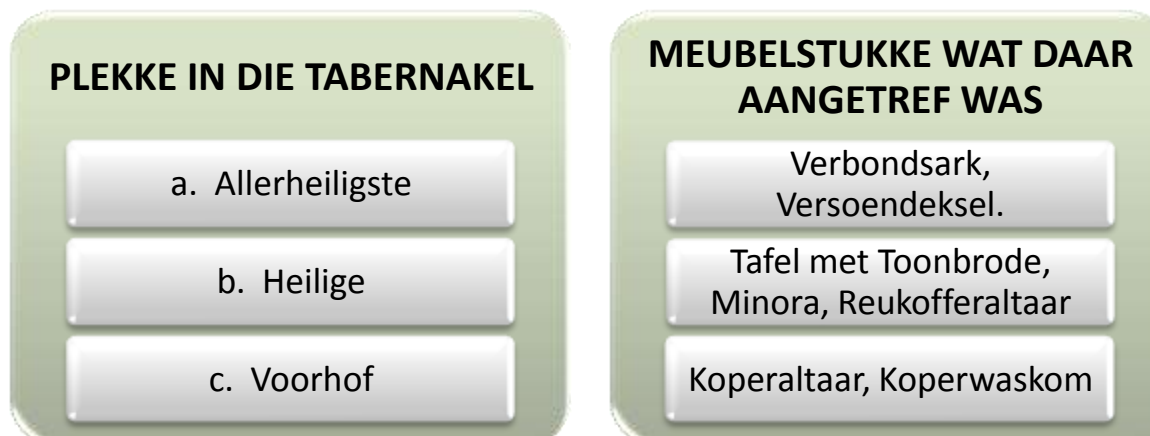 PLEKKE IN DIE TABERNAKEL
a. Allerheiligste
b. Heilige
c. Voorhof
MEUBELSTUKKE WAT DAAR
AANGETREF WAS
Verbondsark,
Versoendeksel.
Tafel met Toonbrode,
Minora, Reukofferaltaar
Koperaltaar, Koperwaskom